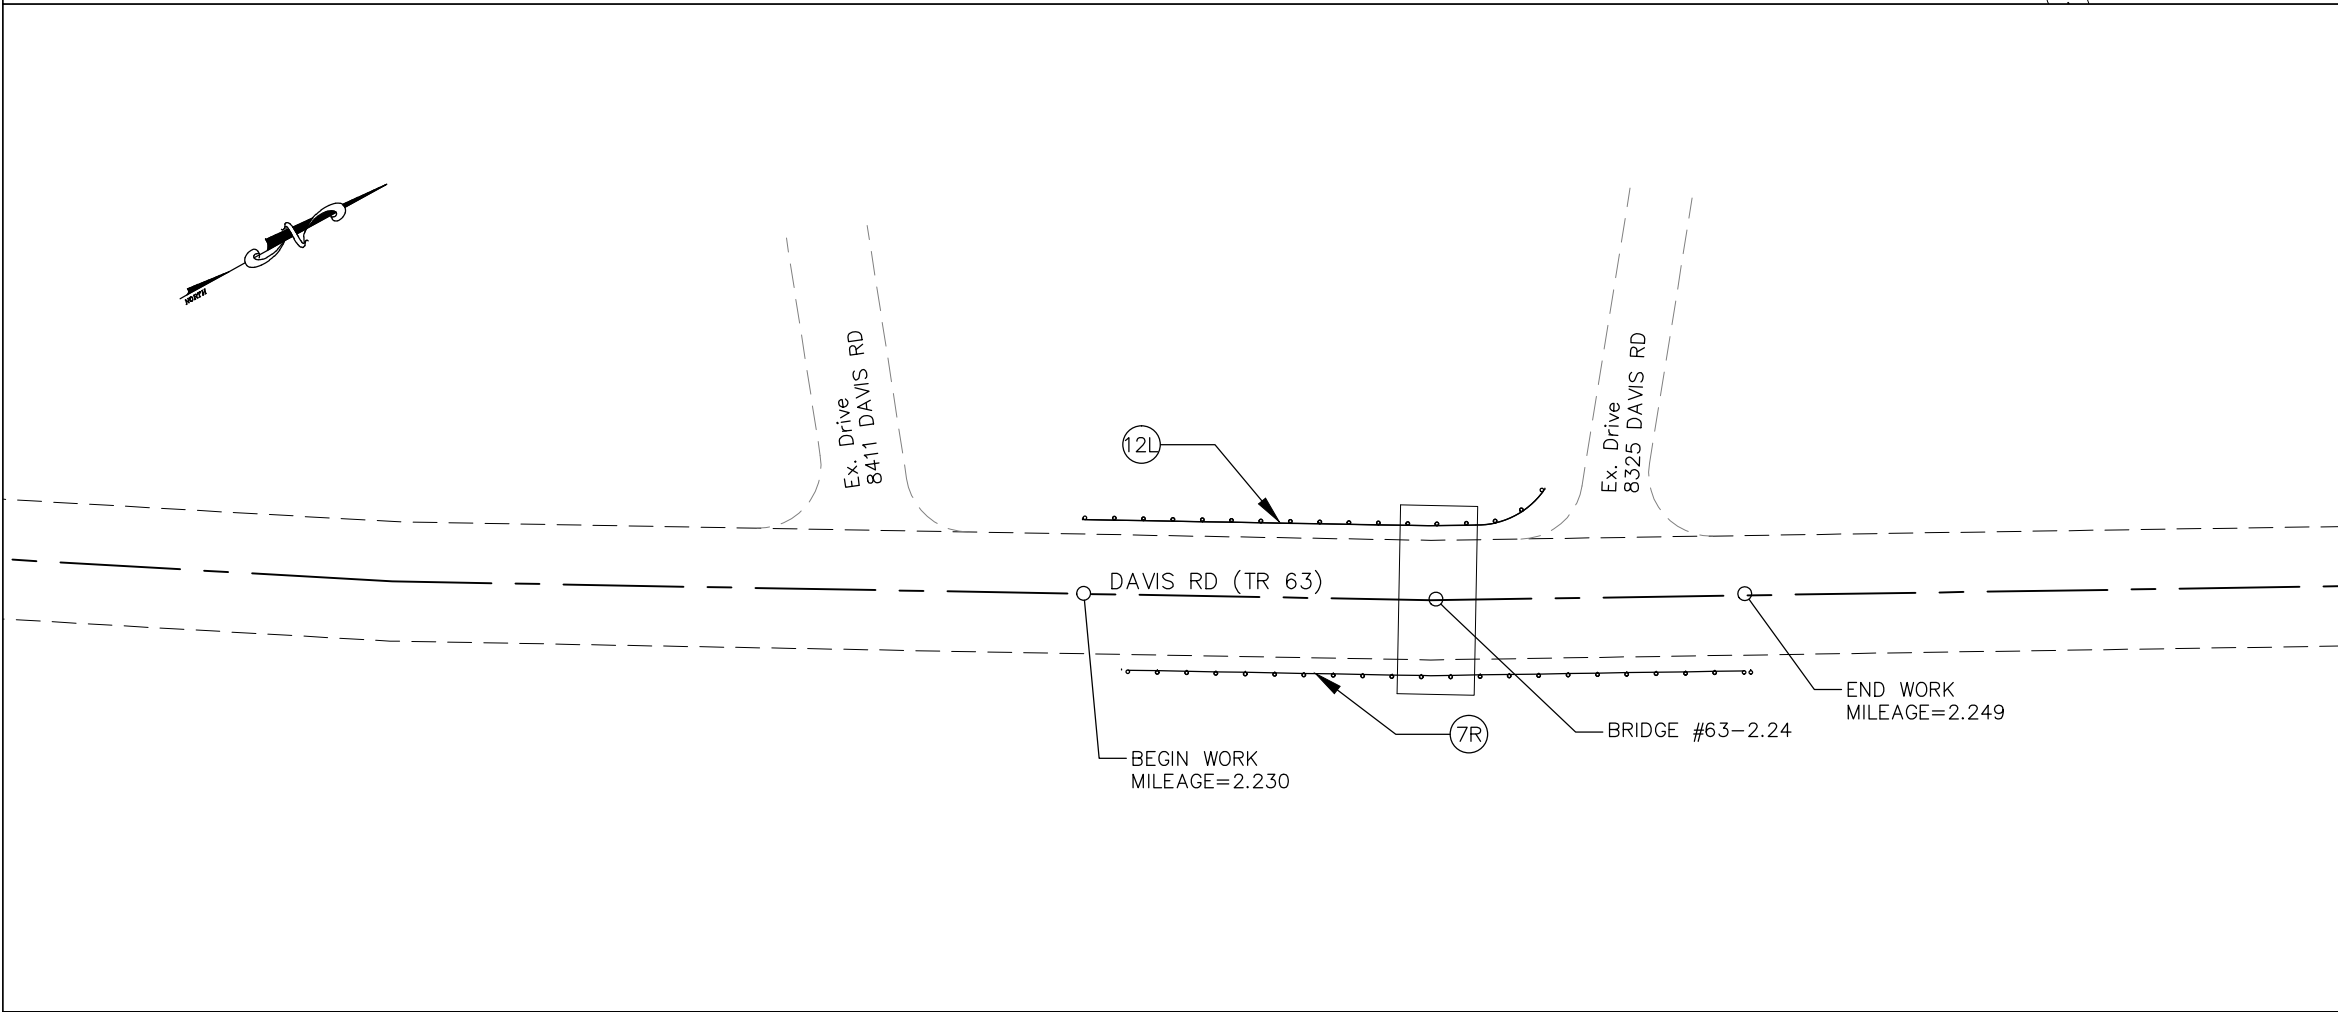 NORTH
Ex. Drive
8411 DAVIS RD
Ex. Drive
8325 DAVIS RD
12L
DAVIS RD (TR 63)
END WORK
MILEAGE=2.249
7R
BRIDGE #63-2.24
BEGIN WORK
MILEAGE=2.230